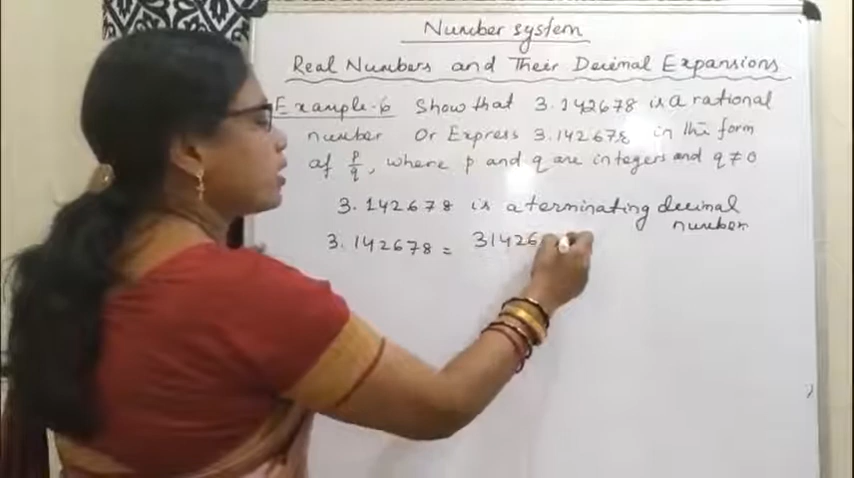 Number system
Real Numbers and Their Decimal Expansions
Example-6 Show that 3.142678 is a rational
number Or Express 3.142678 in the form
of p/q, where p and q are integers and q ≠ 0
3.142678 is a terminating decimal
number
3.142678 = 31426